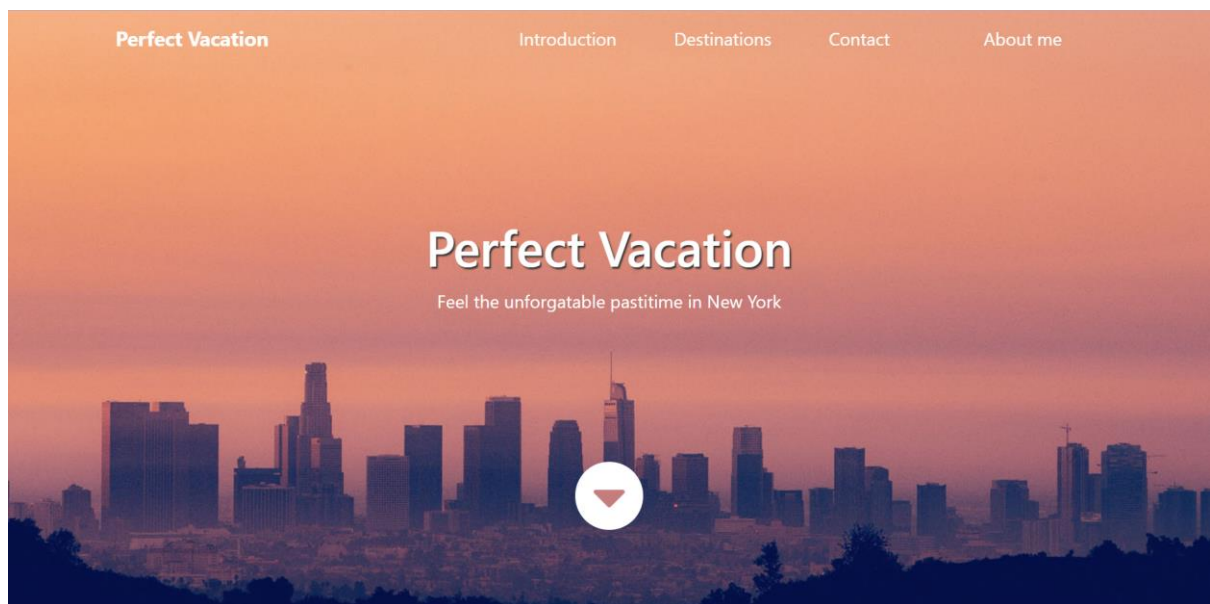 Perfect Vacation
Introduction Destinations Contact About me
Perfect Vacation
Feel the unforgatable pastitime in New York